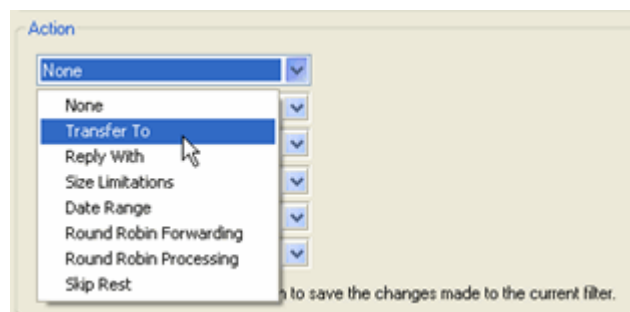 Action
None
None
Transfer To
Reply With
Size Limitations
Date Range
Round Robin Forwarding
Round Robin Processing
Skip Rest
to save the changes made to the current filter.